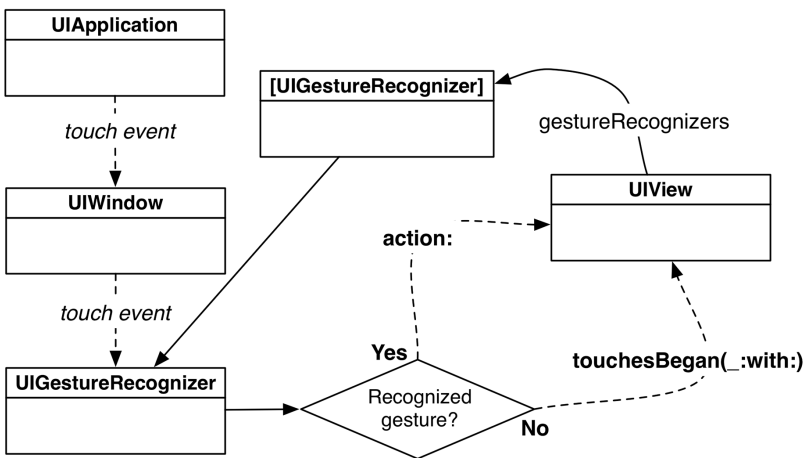 UIApplication
touch event
UIWindow
touch event
UIGestureRecognizer
[UIGestureRecognizer]
gestureRecognizers
UIView
action:
Yes
Recognized
gesture?
No
touchesBegan(_:with:)